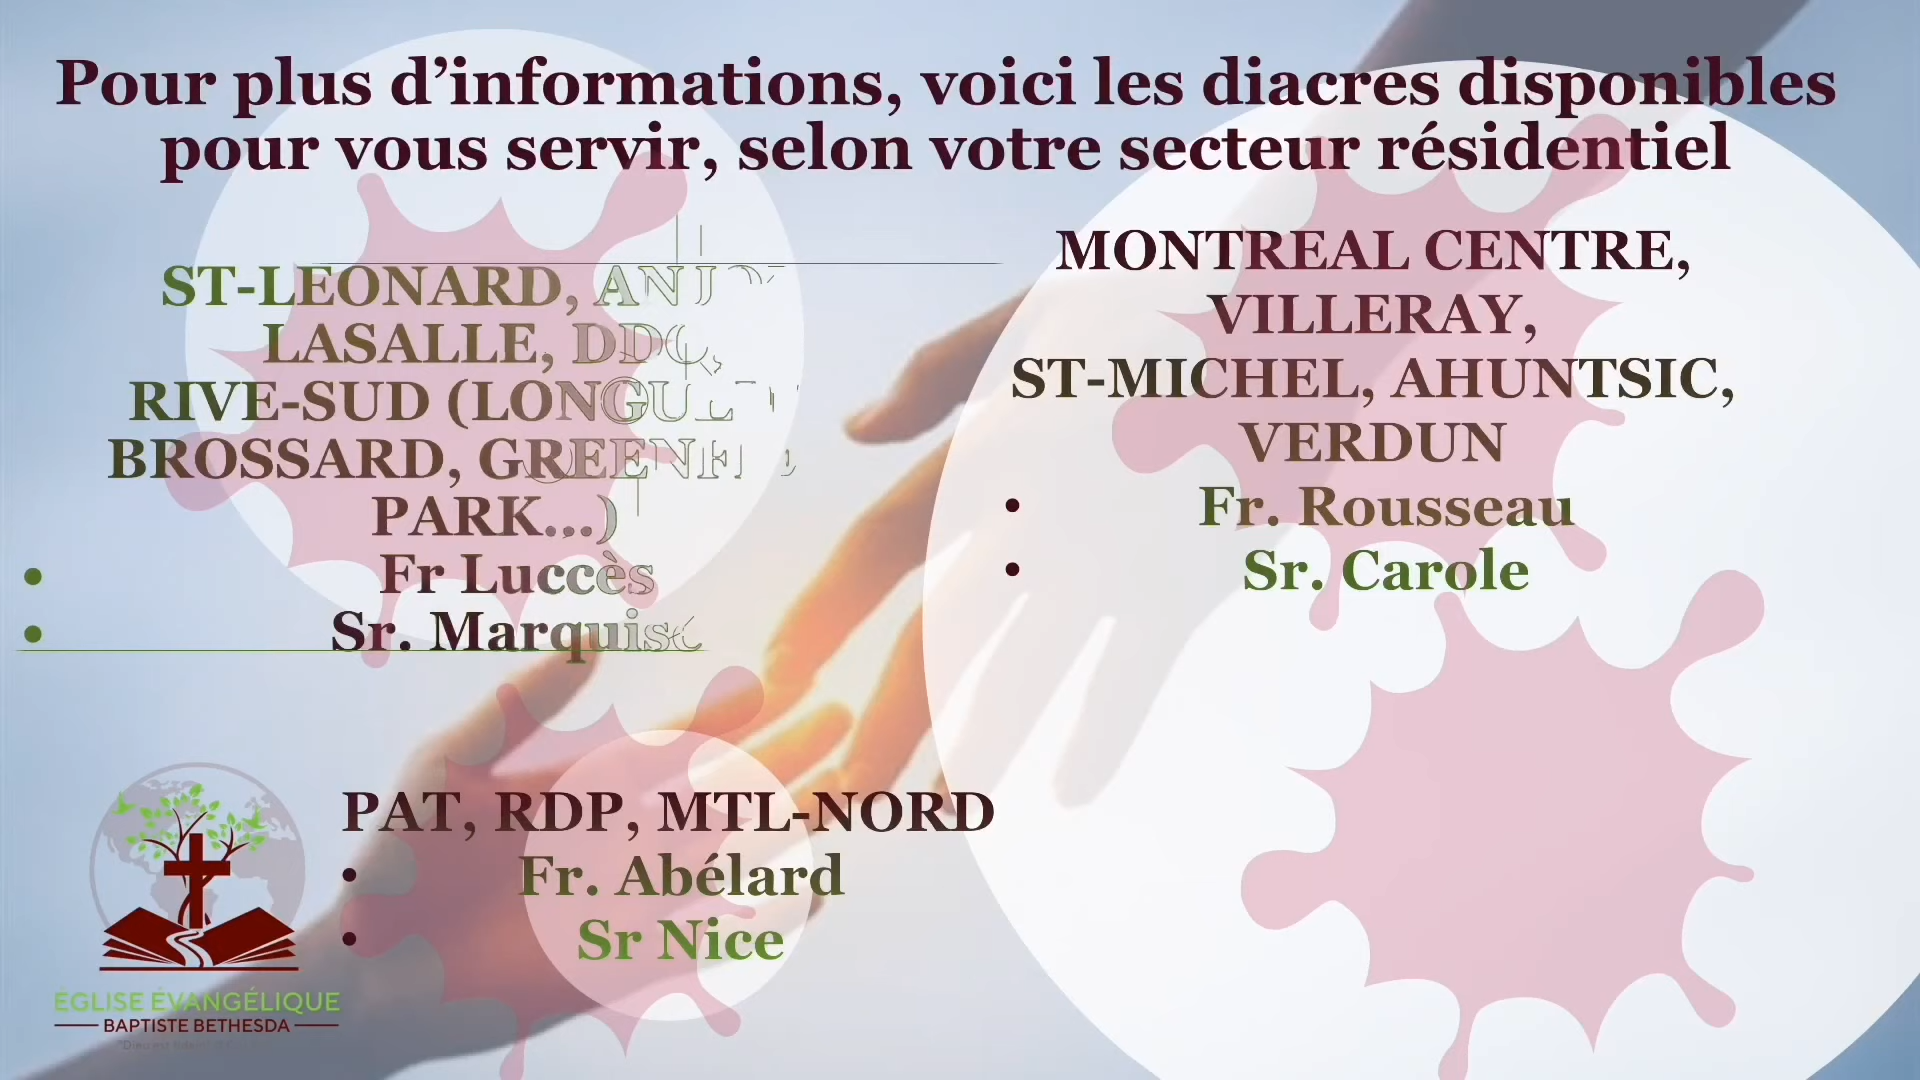 Pour plus d’informations, voici les diacres disponibles
pour vous servir, selon votre secteur résidentiel
ST-LEONARD,
LASALLE,
RIVE-SUD
BROSSARD,
PARK...)
Fr Luccès
Sr. Marquise
MONTREAL CENTRE,
VILLERAY,
ST-MICHEL, AHUNTSIC,
VERDUN
• Fr. Rousseau
• Sr. Carole
PAT, RDP, MTL-NORD
• Fr. Abélard
• Sr Nice
ÉGLISE ÉVANGÉLIQUE
BAPTISTE BETHESDA